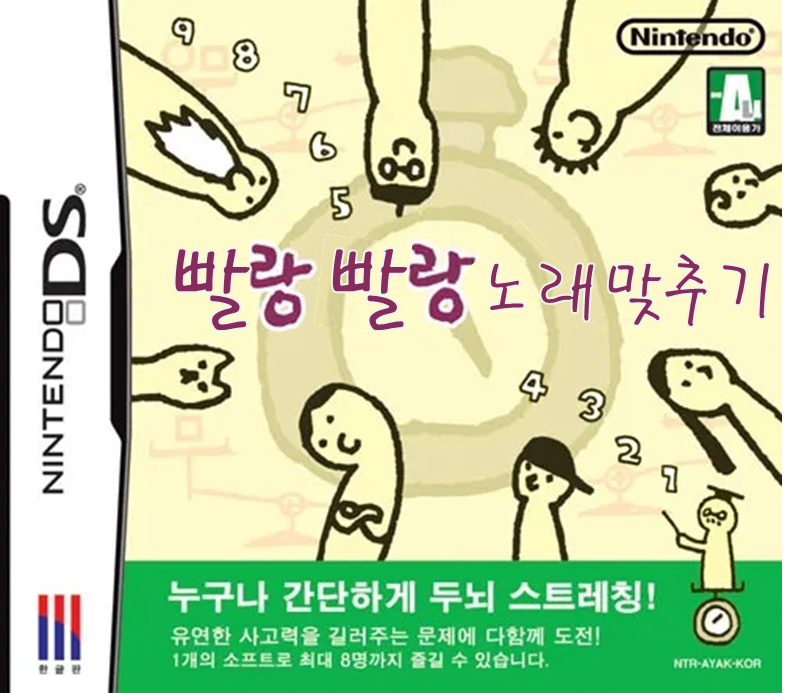 Nintendo®
전체이용가
9
8
7
6
5
빨랑 빨랑 노래맞추기
4
3
2
1
NINTENDO DS®
한글판
누구나 간단하게 두뇌 스트레칭!
유연한 사고력을 길러주는 문제에 다함께 도전!
1개의 소프트로 최대 8명까지 즐길 수 있습니다.
NTR-AYAK-KOR